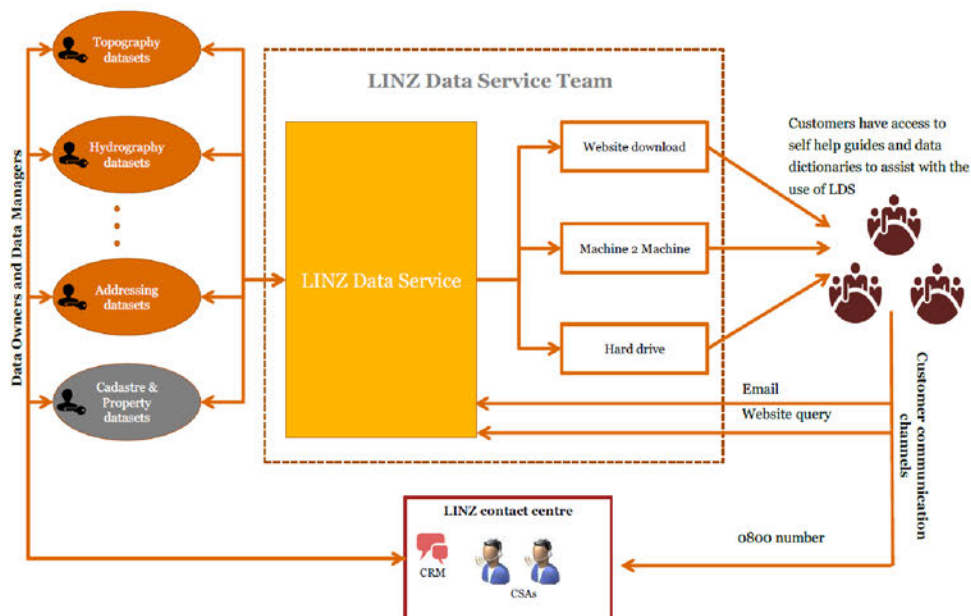 Topography
datasets
Hydrography
datasets
Addressing
datasets
Cadastre &
Property
datasets
Data Owners and Data Managers
LINZ Data Service Team
LINZ Data Service
Website download
Machine 2 Machine
Hard drive
Customers have access to
self help guides and data
dictionaries to assist with the
use of LDS
Email
Website query
Customer communication
channels
0800 number
LINZ contact centre
CRM
CSAs